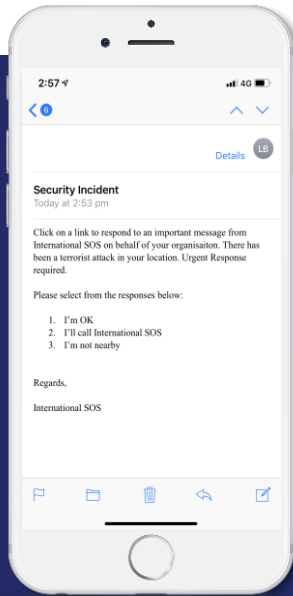 2:57
4G
6
Details LB
Security Incident
Today at 2:53 pm
Click on a link to respond to an important message from
International SOS on behalf of your organisaiton. There has
been a terrorist attack in your location. Urgent Response
required.
Please select from the responses below:
1. I'm OK
2. I'll call International SOS
3. I'm not nearby
Regards,
International SOS